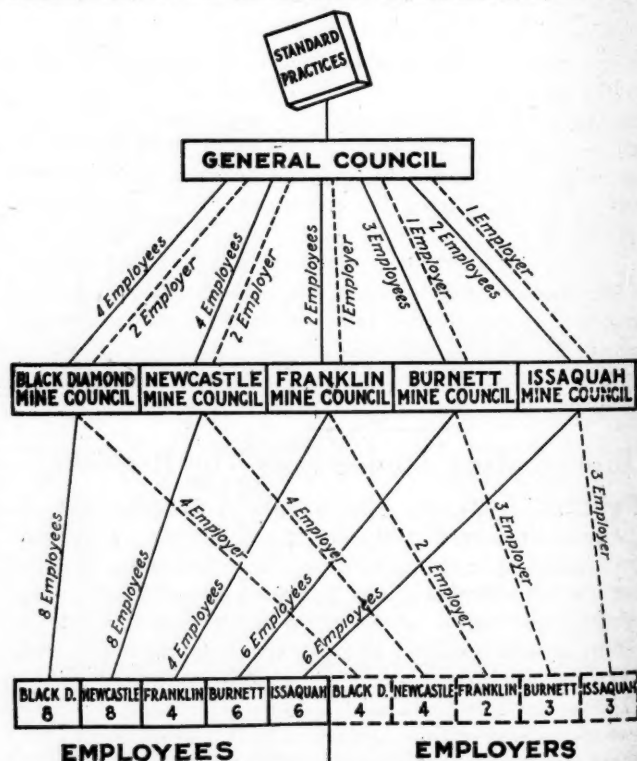 STANDARD
PRACTICES
GENERAL COUNCIL
4 Employees
2 Employer
4 Employees
2 Employer
2 Employees
1 Employer
3 Employees
1 Employer
2 Employees
1 Employer
BLACK DIAMOND
MINE COUNCIL
NEWCASTLE
MINE COUNCIL
FRANKLIN
MINE COUNCIL
BURNETT
MINE COUNCIL
ISSAQUAH
MINE COUNCIL
8 Employees
4 Employer
8 Employees
4 Employer
4 Employees
2 Employer
6 Employees
3 Employer
6 Employees
3 Employer
BLACK D.
8
NEWCASTLE
8
FRANKLIN
4
BURNETT
6
ISSAQUAH
6
BLACK D.
4
NEWCASTLE
4
FRANKLIN
2
BURNETT
3
ISSAQUAH
3
EMPLOYEES
EMPLOYERS